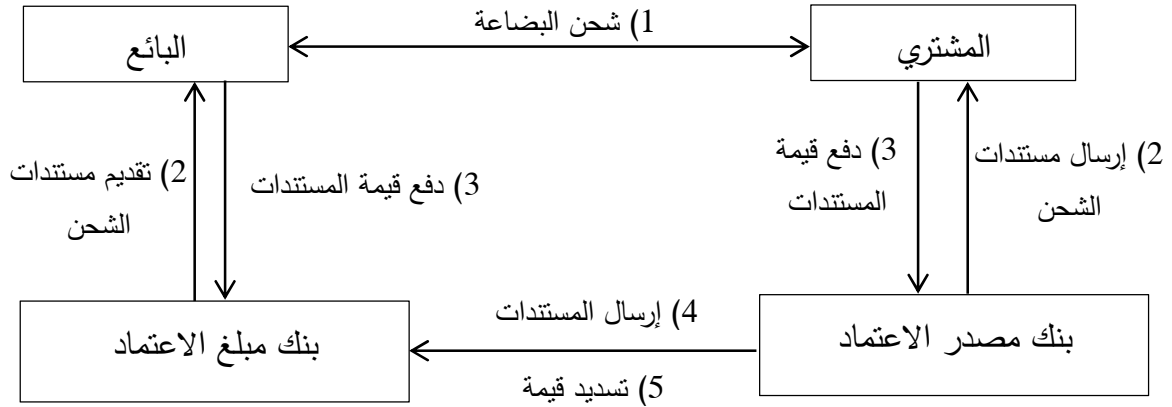 1) شحن البضاعة
المشتري
البائع
2) إرسال مستندات
الشحن
3) دفع قيمة
المستندات
3) دفع قيمة المستندات
2) تقديم مستندات
الشحن
4) إرسال المستندات
5) تسديد قيمة
بنك مصدر الاعتماد
بنك مبلغ الاعتماد